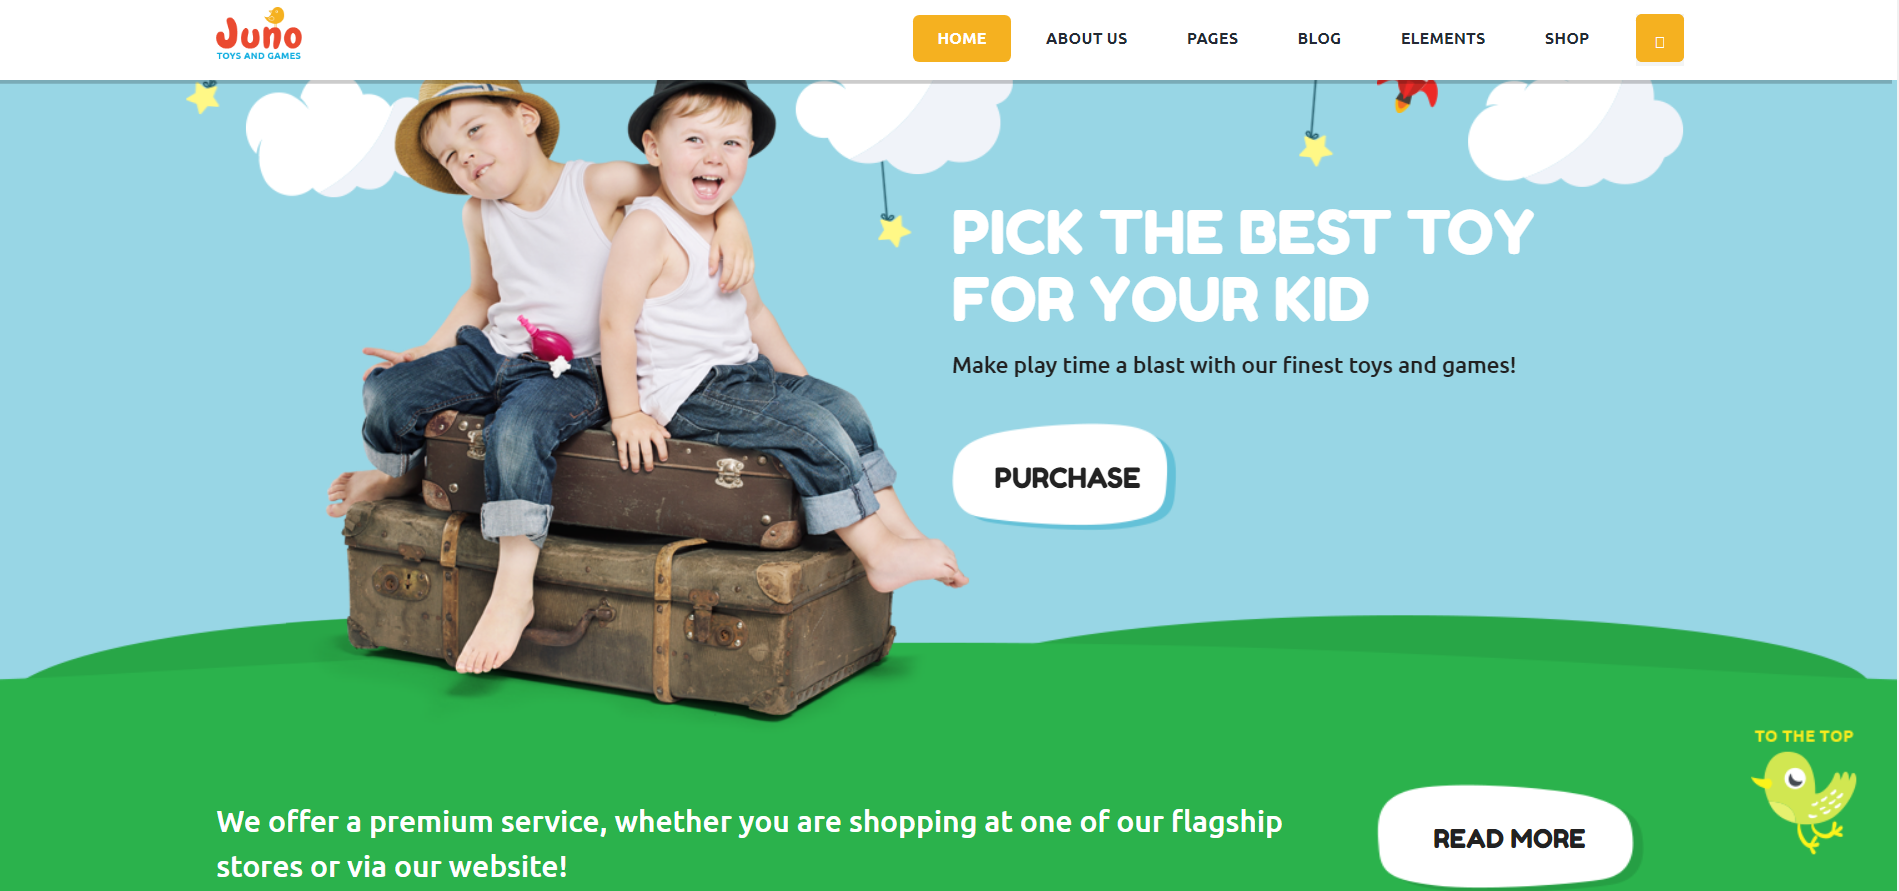 Juno
TOYS AND GAMES
HOME
ABOUT US
PAGES
BLOG
ELEMENTS
SHOP
PICK THE BEST TOY
FOR YOUR KID
Make play time a blast with our finest toys and games!
PURCHASE
TO THE TOP
We offer a premium service, whether you are shopping at one of our flagship
stores or via our website!
READ MORE